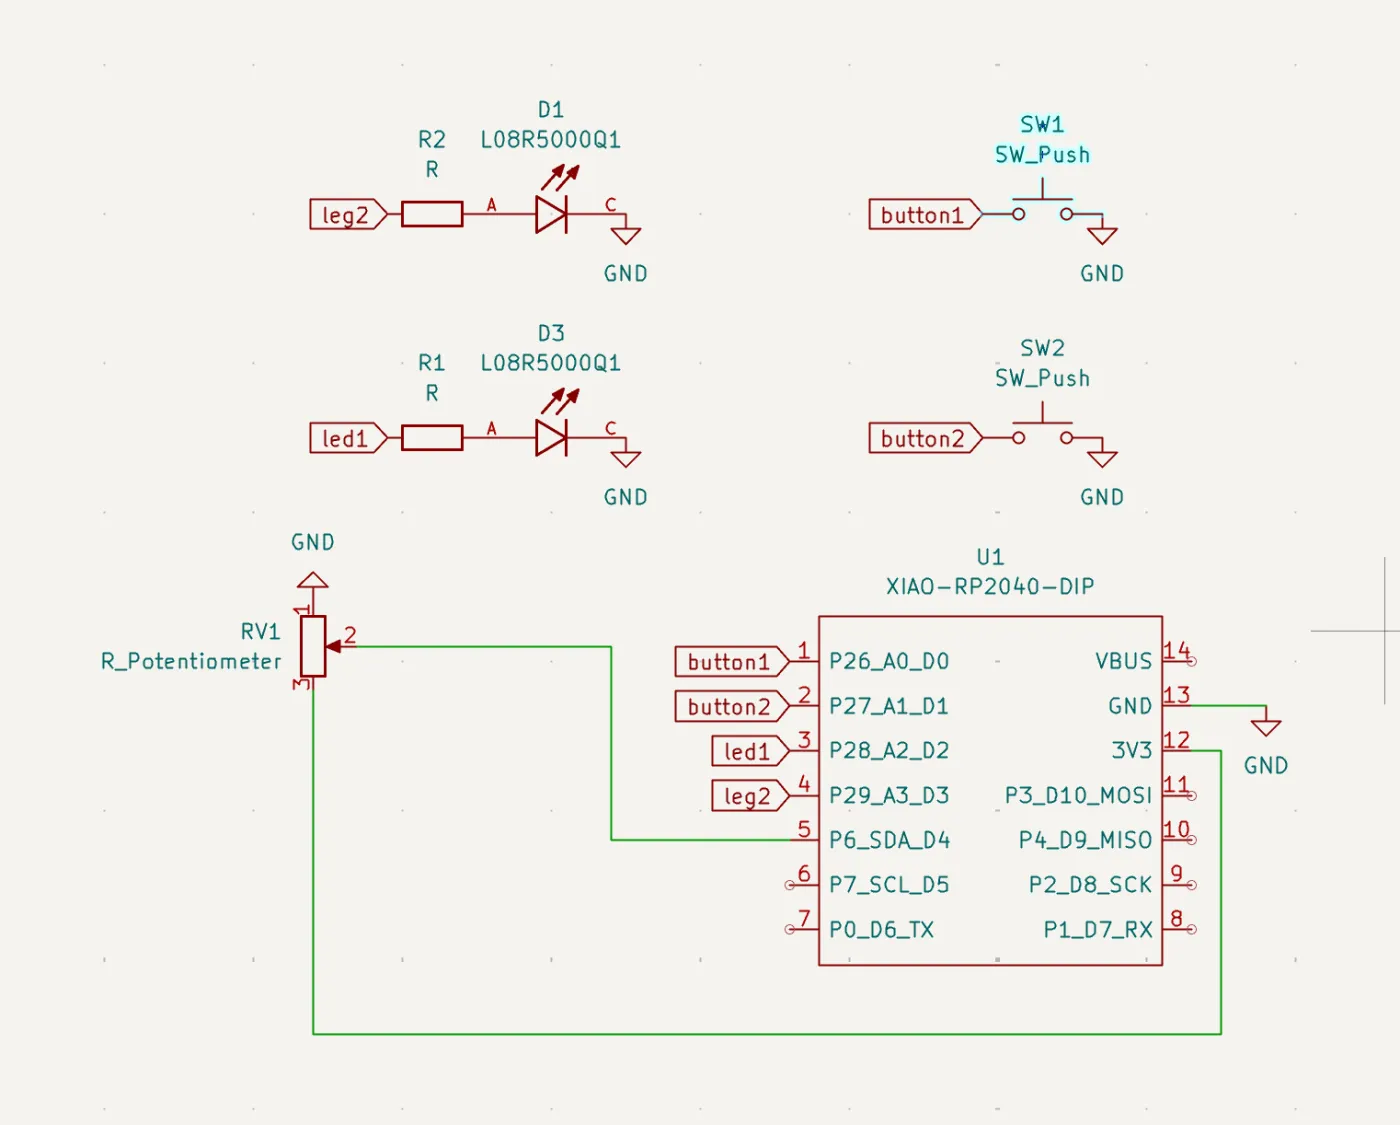 D1
L08R5000Q1
R2
R
leg2
A
C
GND
SW1
SW_Push
button1
GND
D3
L08R5000Q1
R1
R
led1
A
C
GND
SW2
SW_Push
button2
GND
GND
1
RV1
R_Potentiometer
2
3
U1
XIAO-RP2040-DIP
button1 1 P26_A0_D0
button2 2 P27_A1_D1
led1 3 P28_A2_D2
leg2 4 P29_A3_D3
5 P6_SDA_D4
6 P7_SCL_D5
7 P0_D6_TX
VBUS 14
GND 13
3V3 12
P3_D10_MOSI 11
P4_D9_MISO 10
P2_D8_SCK 9
P1_D7_RX 8
GND